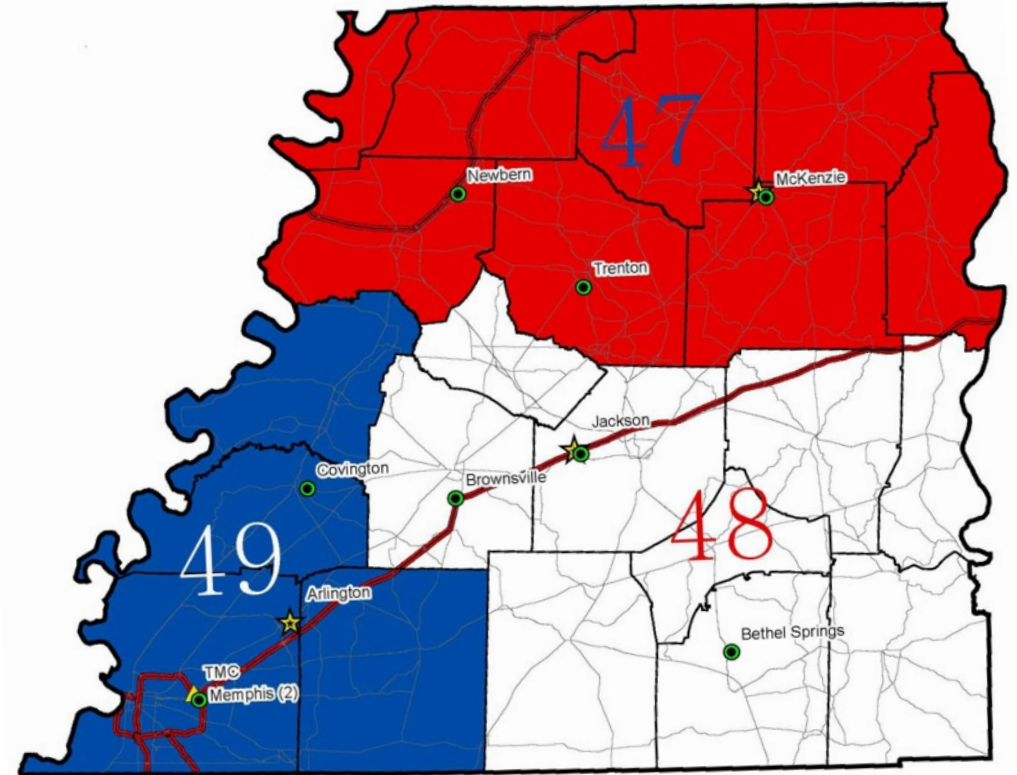 47
Newbern
McKenzie
Trenton
Jackson
Covington
Brownsville
48
49
Arlington
Bethel Springs
TMC
Memphis (2)